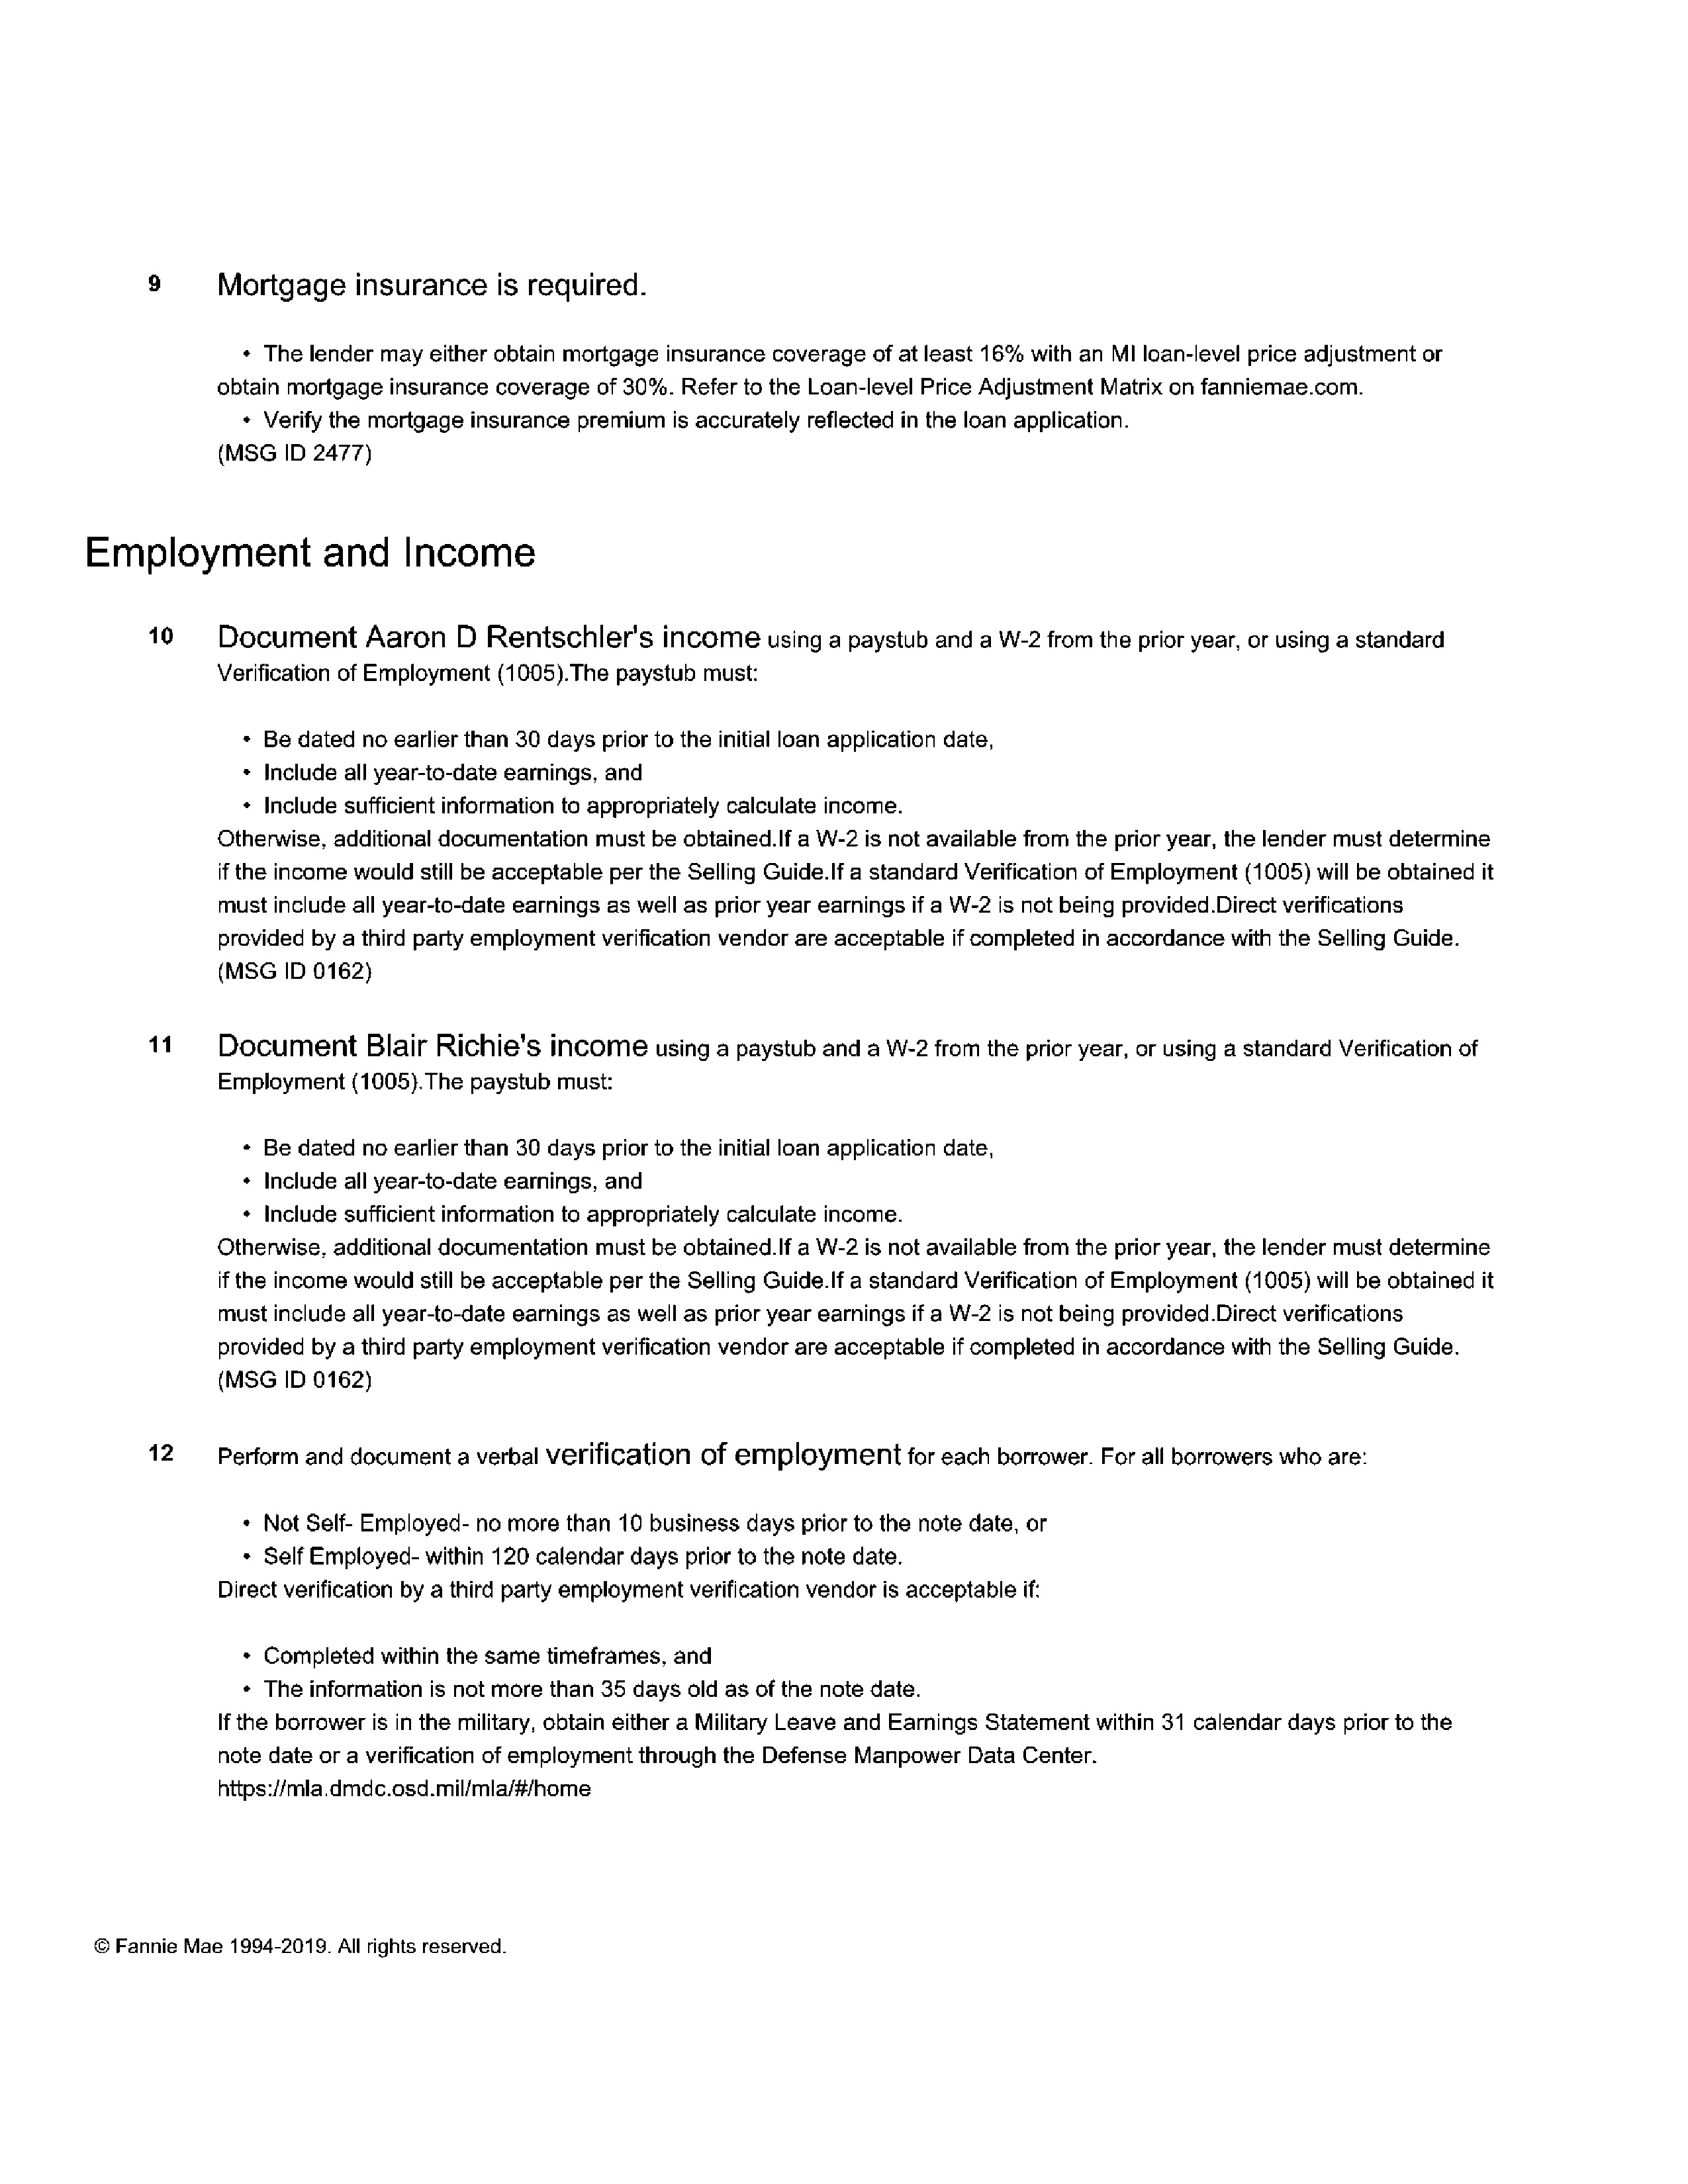 9 Mortgage insurance is required.
• The lender may either obtain mortgage insurance coverage of at least 16% with an MI loan-level price adjustment or
obtain mortgage insurance coverage of 30%. Refer to the Loan-level Price Adjustment Matrix on fanniemae.com.
• Verify the mortgage insurance premium is accurately reflected in the loan application.
(MSG ID 2477)
Employment and Income
10 Document Aaron D Rentschler's income using a paystub and a W-2 from the prior year, or using a standard
Verification of Employment (1005).The paystub must:
• Be dated no earlier than 30 days prior to the initial loan application date,
• Include all year-to-date earnings, and
• Include sufficient information to appropriately calculate income.
Otherwise, additional documentation must be obtained.If a W-2 is not available from the prior year, the lender must determine
if the income would still be acceptable per the Selling Guide.If a standard Verification of Employment (1005) will be obtained it
must include all year-to-date earnings as well as prior year earnings if a W-2 is not being provided.Direct verifications
provided by a third party employment verification vendor are acceptable if completed in accordance with the Selling Guide.
(MSG ID 0162)
11 Document Blair Richie's income using a paystub and a W-2 from the prior year, or using a standard Verification of
Employment (1005).The paystub must:
• Be dated no earlier than 30 days prior to the initial loan application date,
• Include all year-to-date earnings, and
• Include sufficient information to appropriately calculate income.
Otherwise, additional documentation must be obtained.If a W-2 is not available from the prior year, the lender must determine
if the income would still be acceptable per the Selling Guide.If a standard Verification of Employment (1005) will be obtained it
must include all year-to-date earnings as well as prior year earnings if a W-2 is not being provided.Direct verifications
provided by a third party employment verification vendor are acceptable if completed in accordance with the Selling Guide.
(MSG ID 0162)
12 Perform and document a verbal verification of employment for each borrower. For all borrowers who are:
• Not Self- Employed- no more than 10 business days prior to the note date, or
• Self Employed- within 120 calendar days prior to the note date.
Direct verification by a third party employment verification vendor is acceptable if:
• Completed within the same timeframes, and
• The information is not more than 35 days old as of the note date.
If the borrower is in the military, obtain either a Military Leave and Earnings Statement within 31 calendar days prior to the
note date or a verification of employment through the Defense Manpower Data Center.
https://mla.dmdc.osd.mil/mla/#/home
© Fannie Mae 1994-2019. All rights reserved.